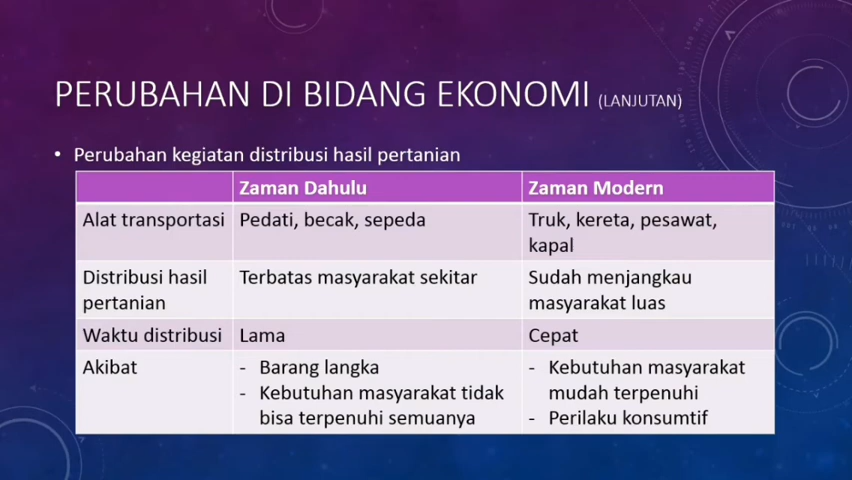 PERUBAHAN DI BIDANG EKONOMI (LANJUTAN)
• Perubahan kegiatan distribusi hasil pertanian
Zaman Dahulu Zaman Modern
Alat transportasi Pedati, becak, sepeda Truk, kereta, pesawat,
kapal
Distribusi hasil Terbatas masyarakat sekitar Sudah menjangkau
pertanian masyarakat luas
Waktu distribusi Lama Cepat
Akibat - Barang langka - Kebutuhan masyarakat
- Kebutuhan masyarakat tidak mudah terpenuhi
bisa terpenuhi semuanya - Perilaku konsumtif